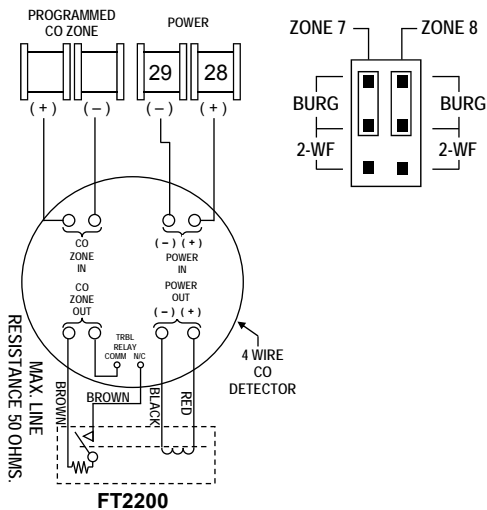 PROGRAMMED
CO ZONE
POWER
29
28
(+)
(–)
(–)
(+)
CO
ZONE
IN
(–) (+)
POWER
IN
CO
ZONE
OUT
POWER
OUT
(–) (+)
TRBL
RELAY
COMM N/C
4 WIRE
CO
DETECTOR
MAX. LINE
RESISTANCE 50 OHMS.
BROWN
BROWN
BLACK
RED
FT2200
ZONE 7
ZONE 8
BURG
BURG
2-WF
2-WF